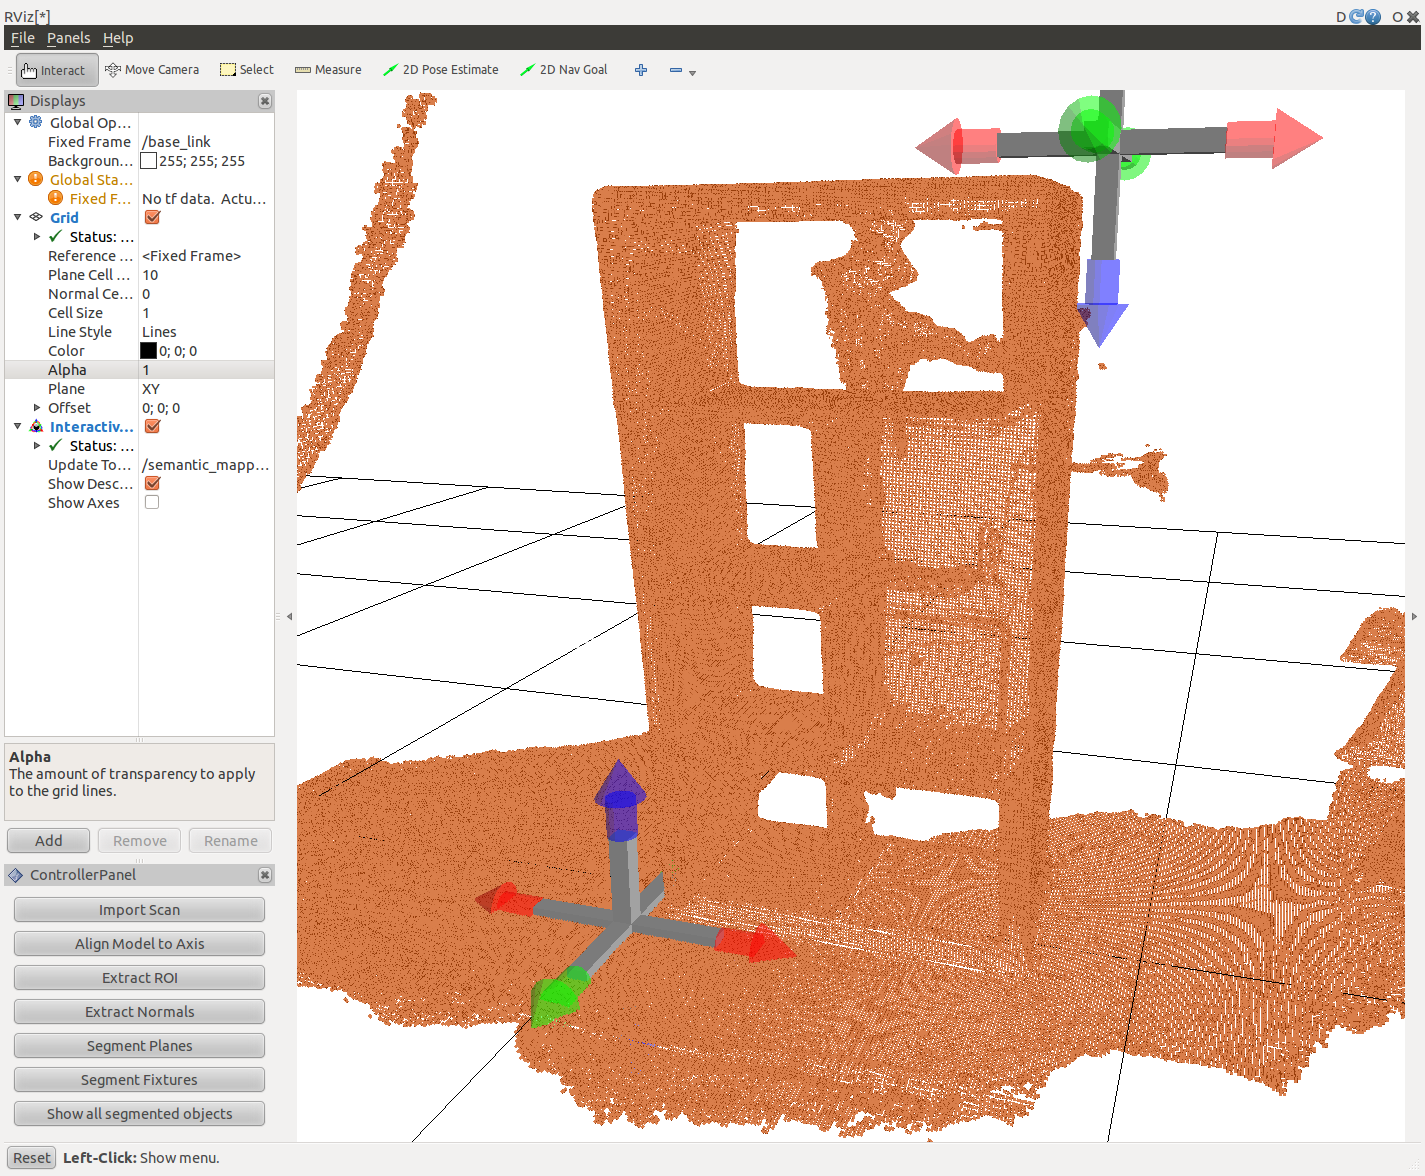 RViz[*]
D O
File Panels Help
Interact Move Camera Select Measure 2D Pose Estimate 2D Nav Goal
Displays
Global Op...
Fixed Frame /base_link
Backgroun... 255; 255; 255
Global Sta...
Fixed F... No tf data. Actu...
Grid
Status: ...
Reference ... <Fixed Frame>
Plane Cell ... 10
Normal Ce... 0
Cell Size 1
Line Style Lines
Color 0; 0; 0
Alpha 1
Plane XY
Offset 0; 0; 0
Interactiv...
Status: ...
Update To... /semantic_mapp...
Show Desc...
Show Axes
Alpha
The amount of transparency to apply
to the grid lines.
Add Remove Rename
ControllerPanel
Import Scan
Align Model to Axis
Extract ROI
Extract Normals
Segment Planes
Segment Fixtures
Show all segmented objects
Reset Left-Click: Show menu.